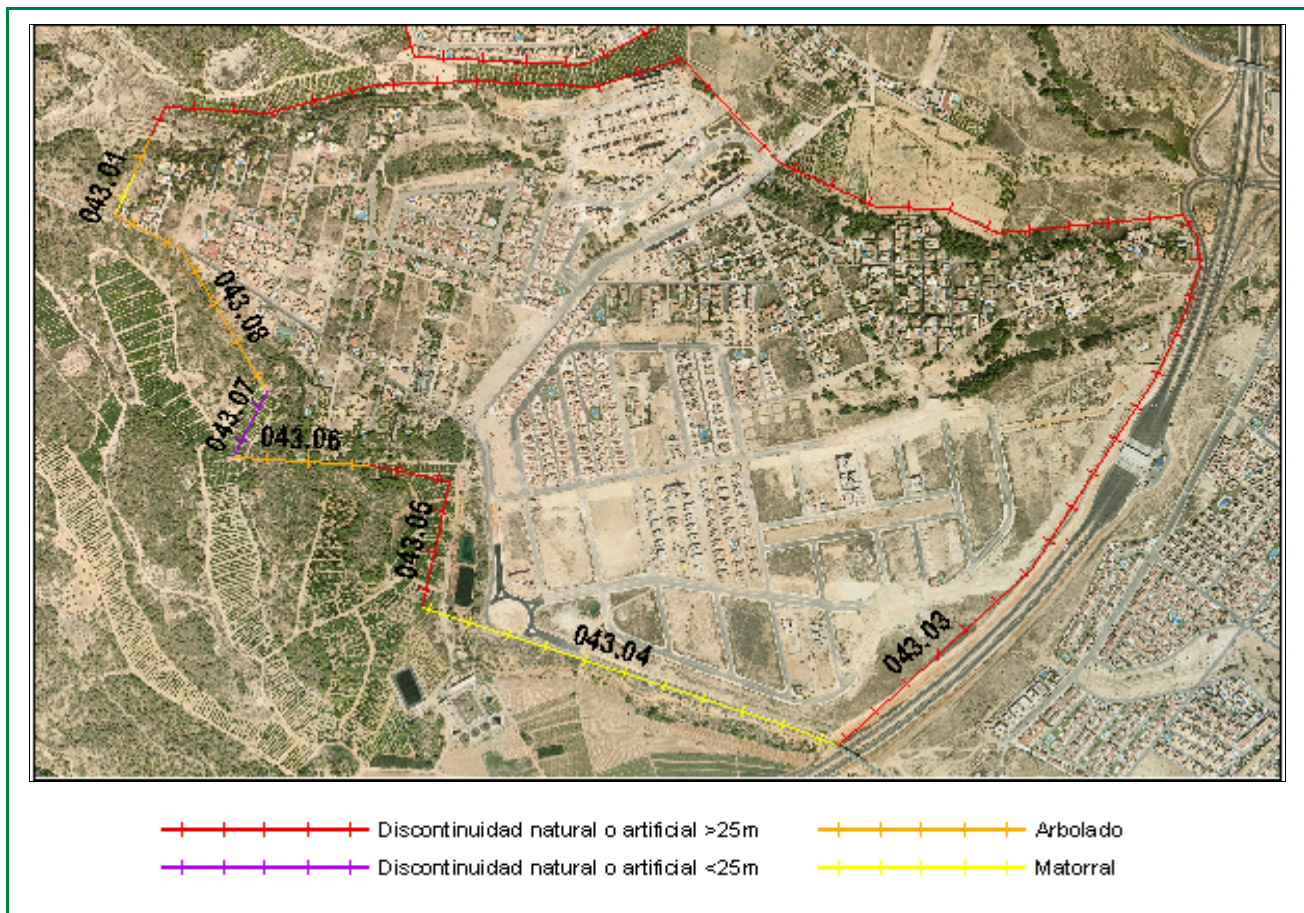 043.01
043.08
043.07
043.06
043.05
043.04
043.03
Discontinuidad natural o artificial >25m
Arbolado
Discontinuidad natural o artificial <25m
Matorral